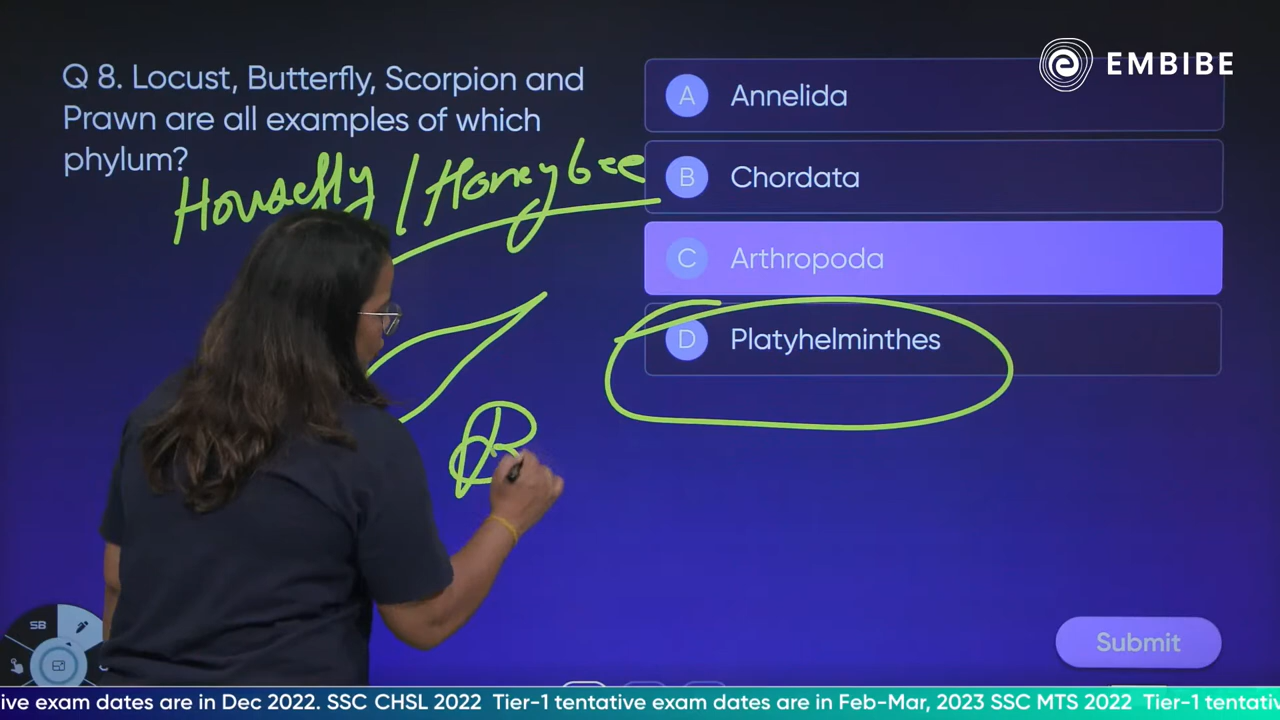 EMBIBE
Q 8. Locust, Butterfly, Scorpion and
Prawn are all examples of which
phylum?
Housefly / Honeybee
A Annelida
B Chordata
C Arthropoda
D Platyhelminthes
SB
Submit
ive exam dates are in Dec 2022. SSC CHSL 2022 Tier-1 tentative exam dates are in Feb-Mar, 2023 SSC MTS 2022 Tier-1 tentativ